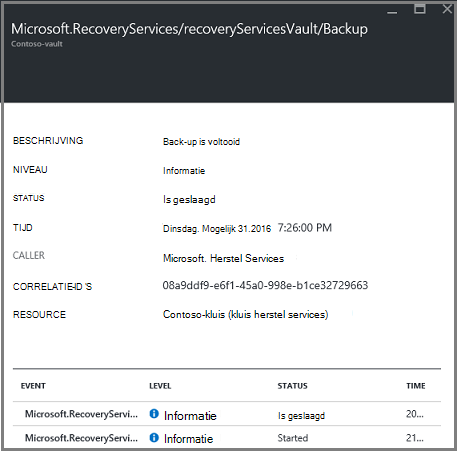 Microsoft.RecoveryServices/recoveryServicesVault/Backup
Contoso-vault
BESCHRIJVING Back-up is voltooid
NIVEAU Informatie
STATUS Is geslaagd
TIJD Dinsdag. Mogelijk 31.2016 7:26:00 PM
CALLER Microsoft. Herstel Services
CORRELATIE-ID 'S 08a9ddf9-e6f1-45a0-998e-b1ce32729663
RESOURCE Contoso-kluis (kluis herstel services)
EVENT LEVEL STATUS TIME
Microsoft.RecoveryServi... Informatie Is geslaagd 20...
Microsoft.RecoveryServi... Informatie Started 21...